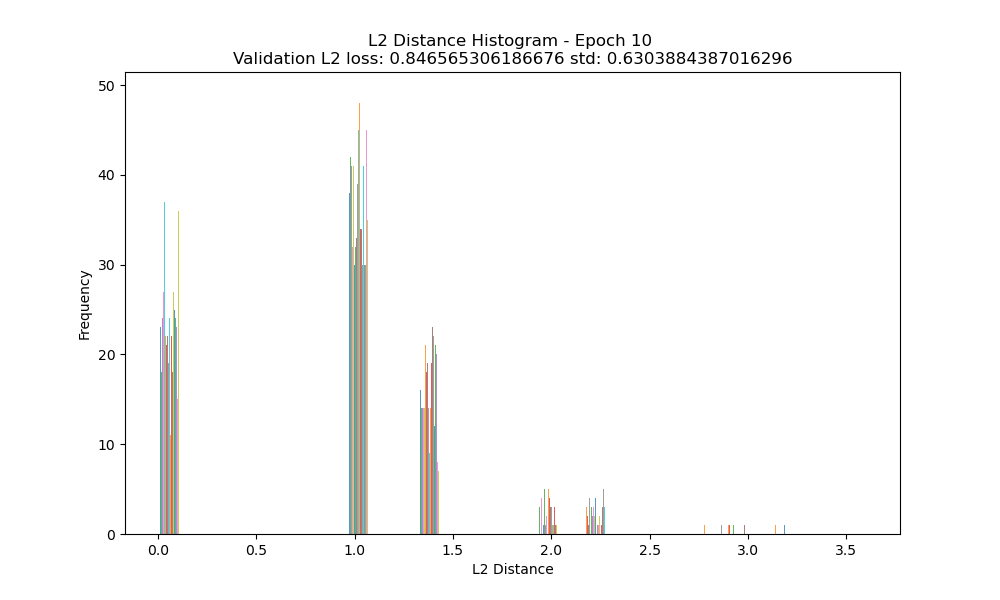 L2 Distance Histogram - Epoch 10
Validation L2 loss: 0.846565306186676 std: 0.6303884387016296
50
40
30
20
10
0
Frequency
0.0 0.5 1.0 1.5 2.0 2.5 3.0 3.5
L2 Distance